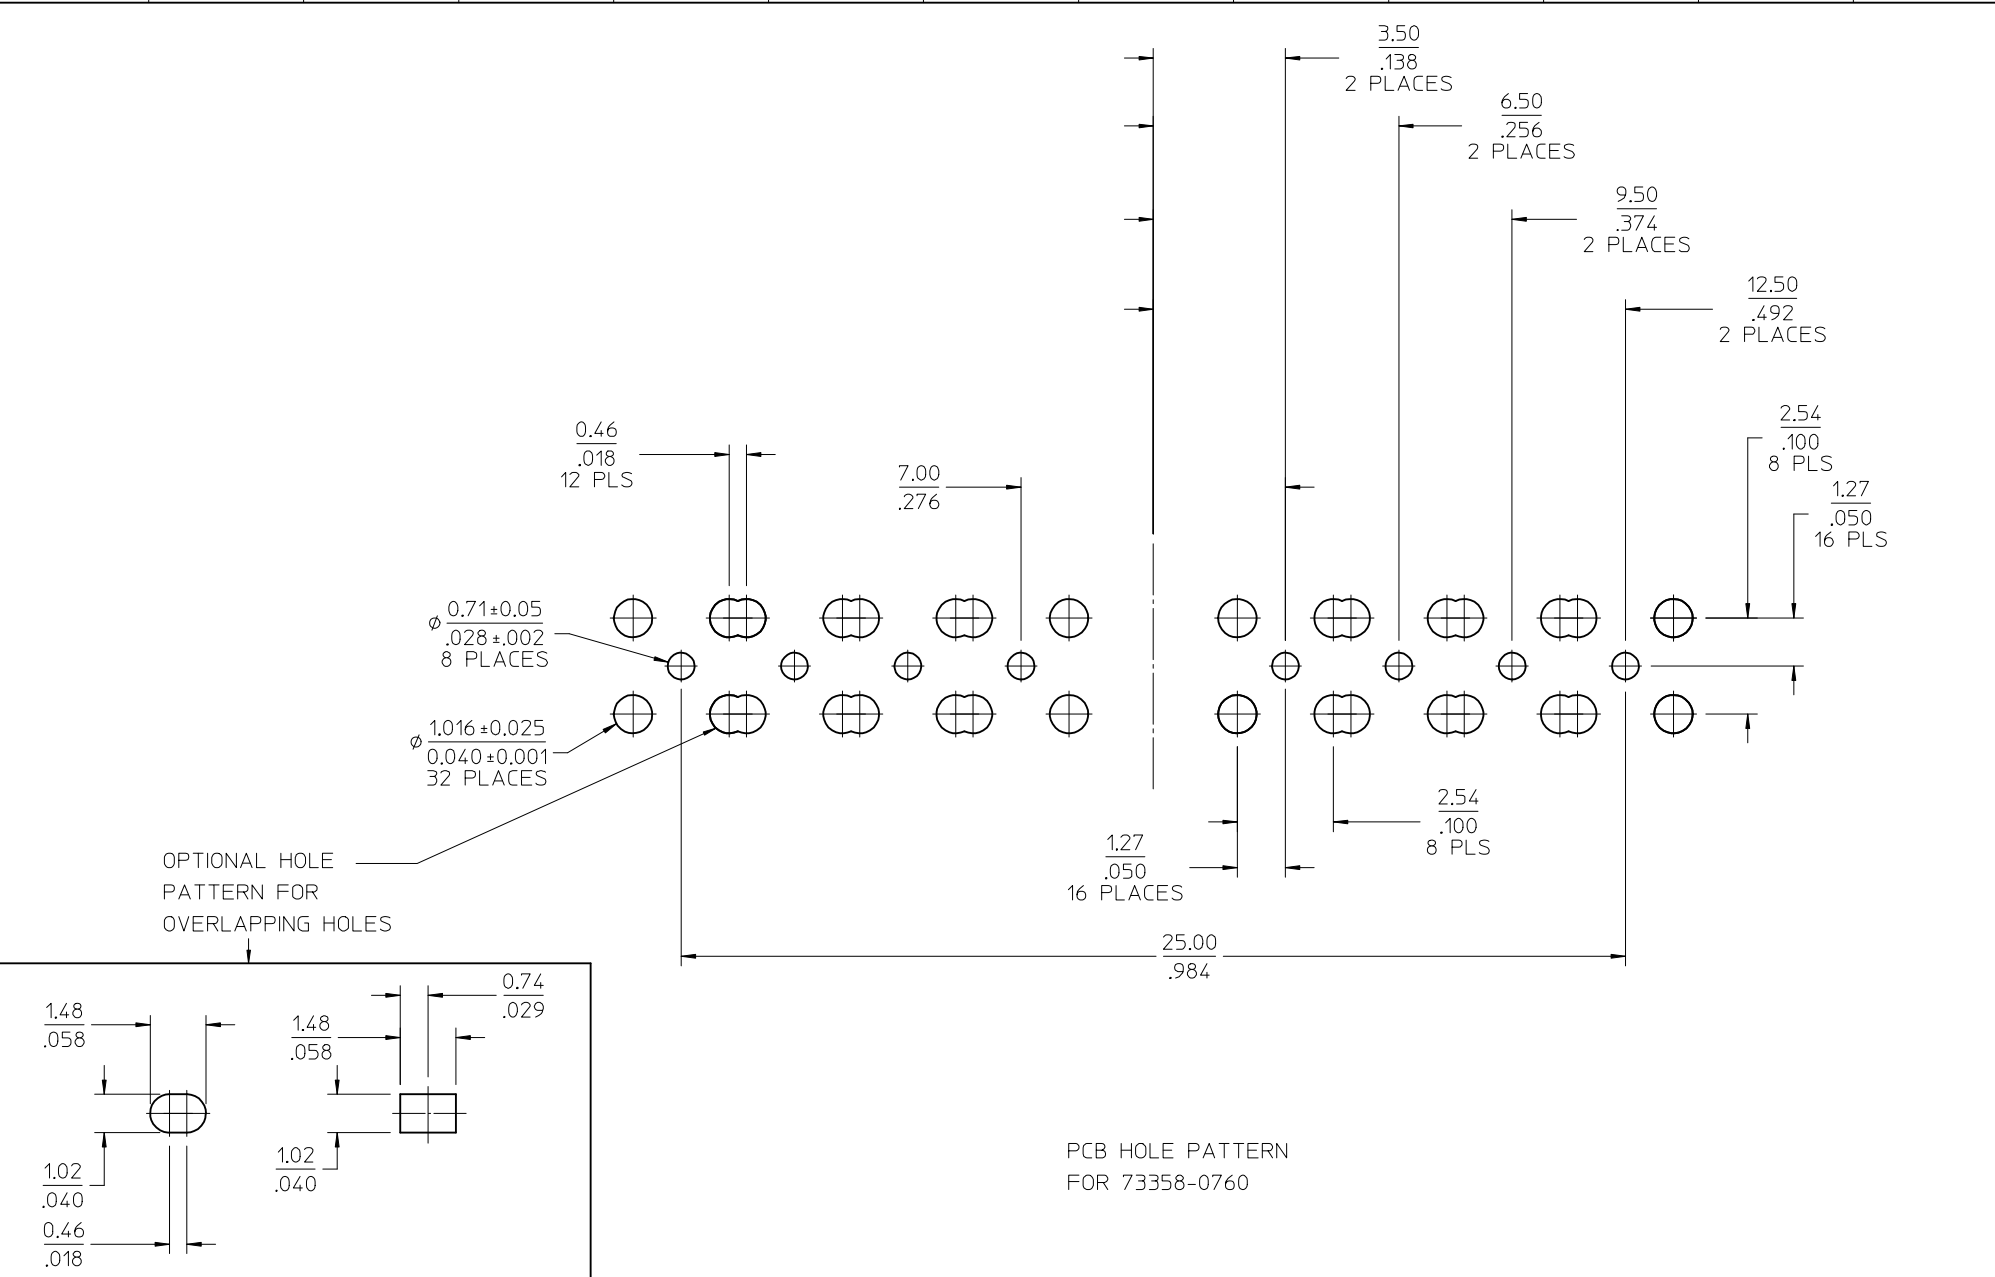 3.50
.138
2 PLACES
6.50
.256
2 PLACES
9.50
.374
2 PLACES
12.50
.492
2 PLACES
0.46
.018
12 PLS
7.00
.276
2.54
.100
8 PLS
1.27
.050
16 PLS
⌀ 0.71±0.05
.028±.002
8 PLACES
⌀ 1.016±0.025
0.040±0.001
32 PLACES
2.54
.100
8 PLS
1.27
.050
16 PLACES
OPTIONAL HOLE
PATTERN FOR
OVERLAPPING HOLES
25.00
.984
1.48
.058
1.02
.040
0.46
.018
0.74
.029
1.48
.058
1.02
.040
PCB HOLE PATTERN
FOR 73358-0760